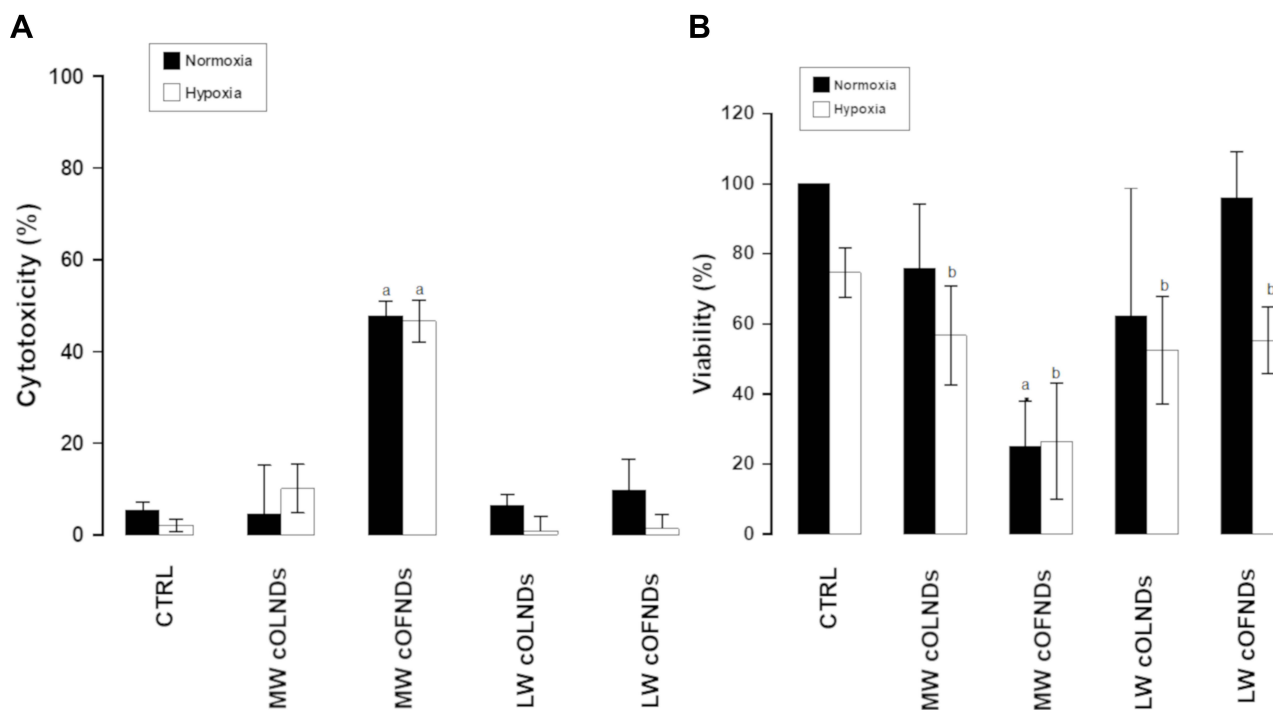 A
Normoxia
Hypoxia
Cytotoxicity (%)
100
80
60
40
20
0
a
a
CTRL
MW cOLNDs
MW cOFNDs
LW cOLNDs
LW cOFNDs
B
Normoxia
Hypoxia
Viability (%)
120
100
80
60
40
20
0
b
a
b
b
b
CTRL
MW cOLNDs
MW cOFNDs
LW cOLNDs
LW cOFNDs